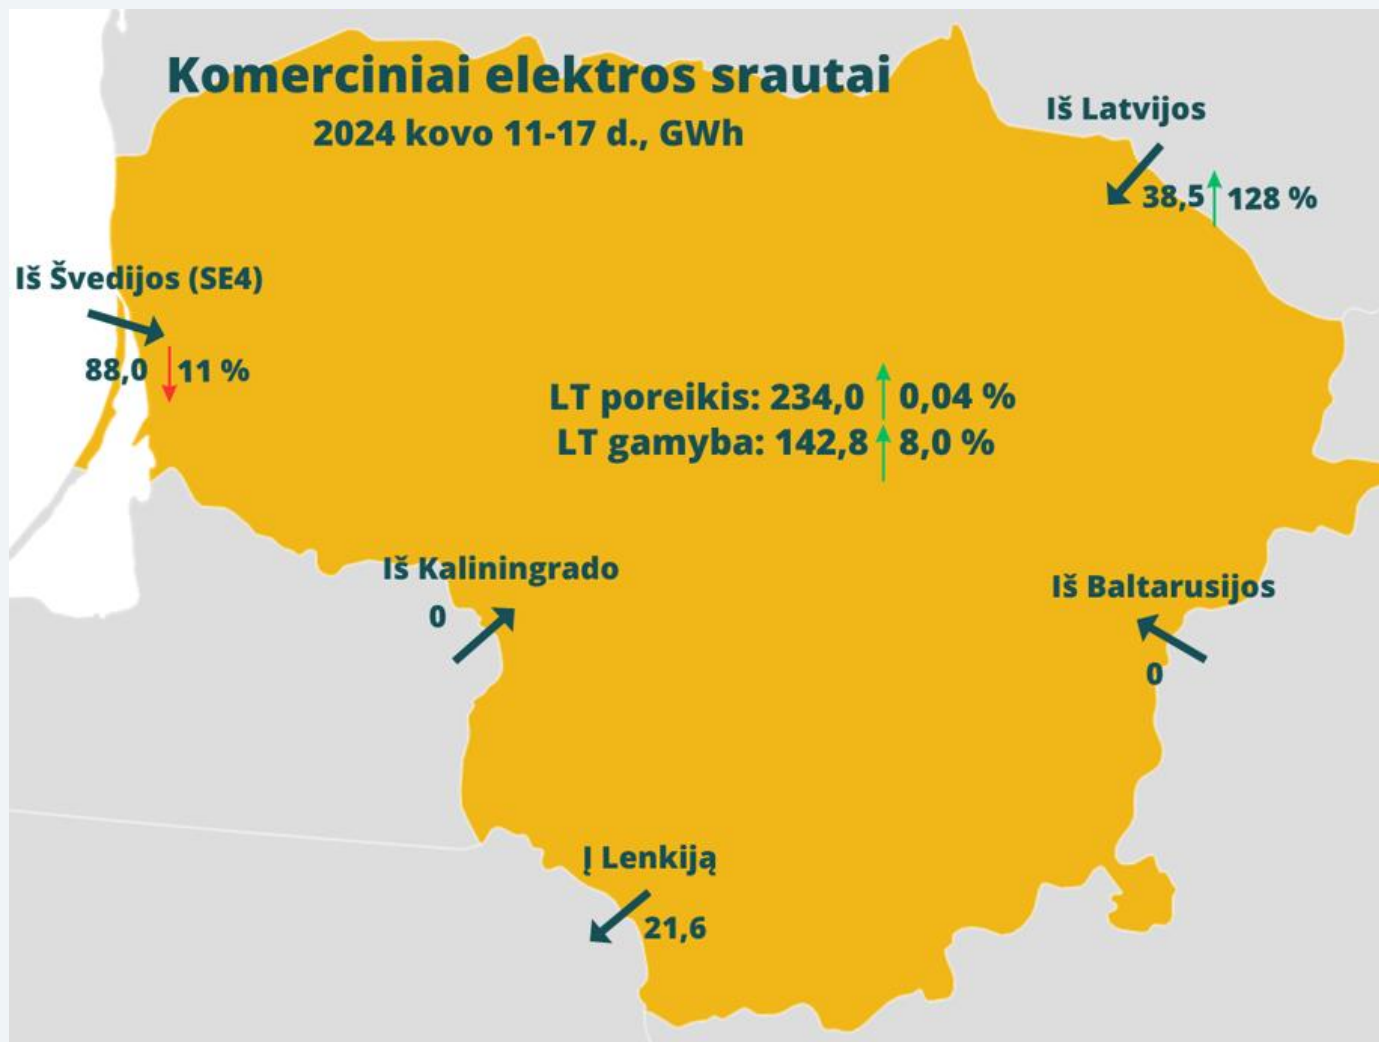 Komerciniai elektros srautai
2024 kovo 11-17 d., GWh
Iš Latvijos
38,5 128 %
Iš Švedijos (SE4)
88,0 11 %
LT poreikis: 234,0 0,04 %
LT gamyba: 142,8 8,0 %
Iš Kaliningrado
0
Iš Baltarusijos
0
Į Lenkiją
21,6